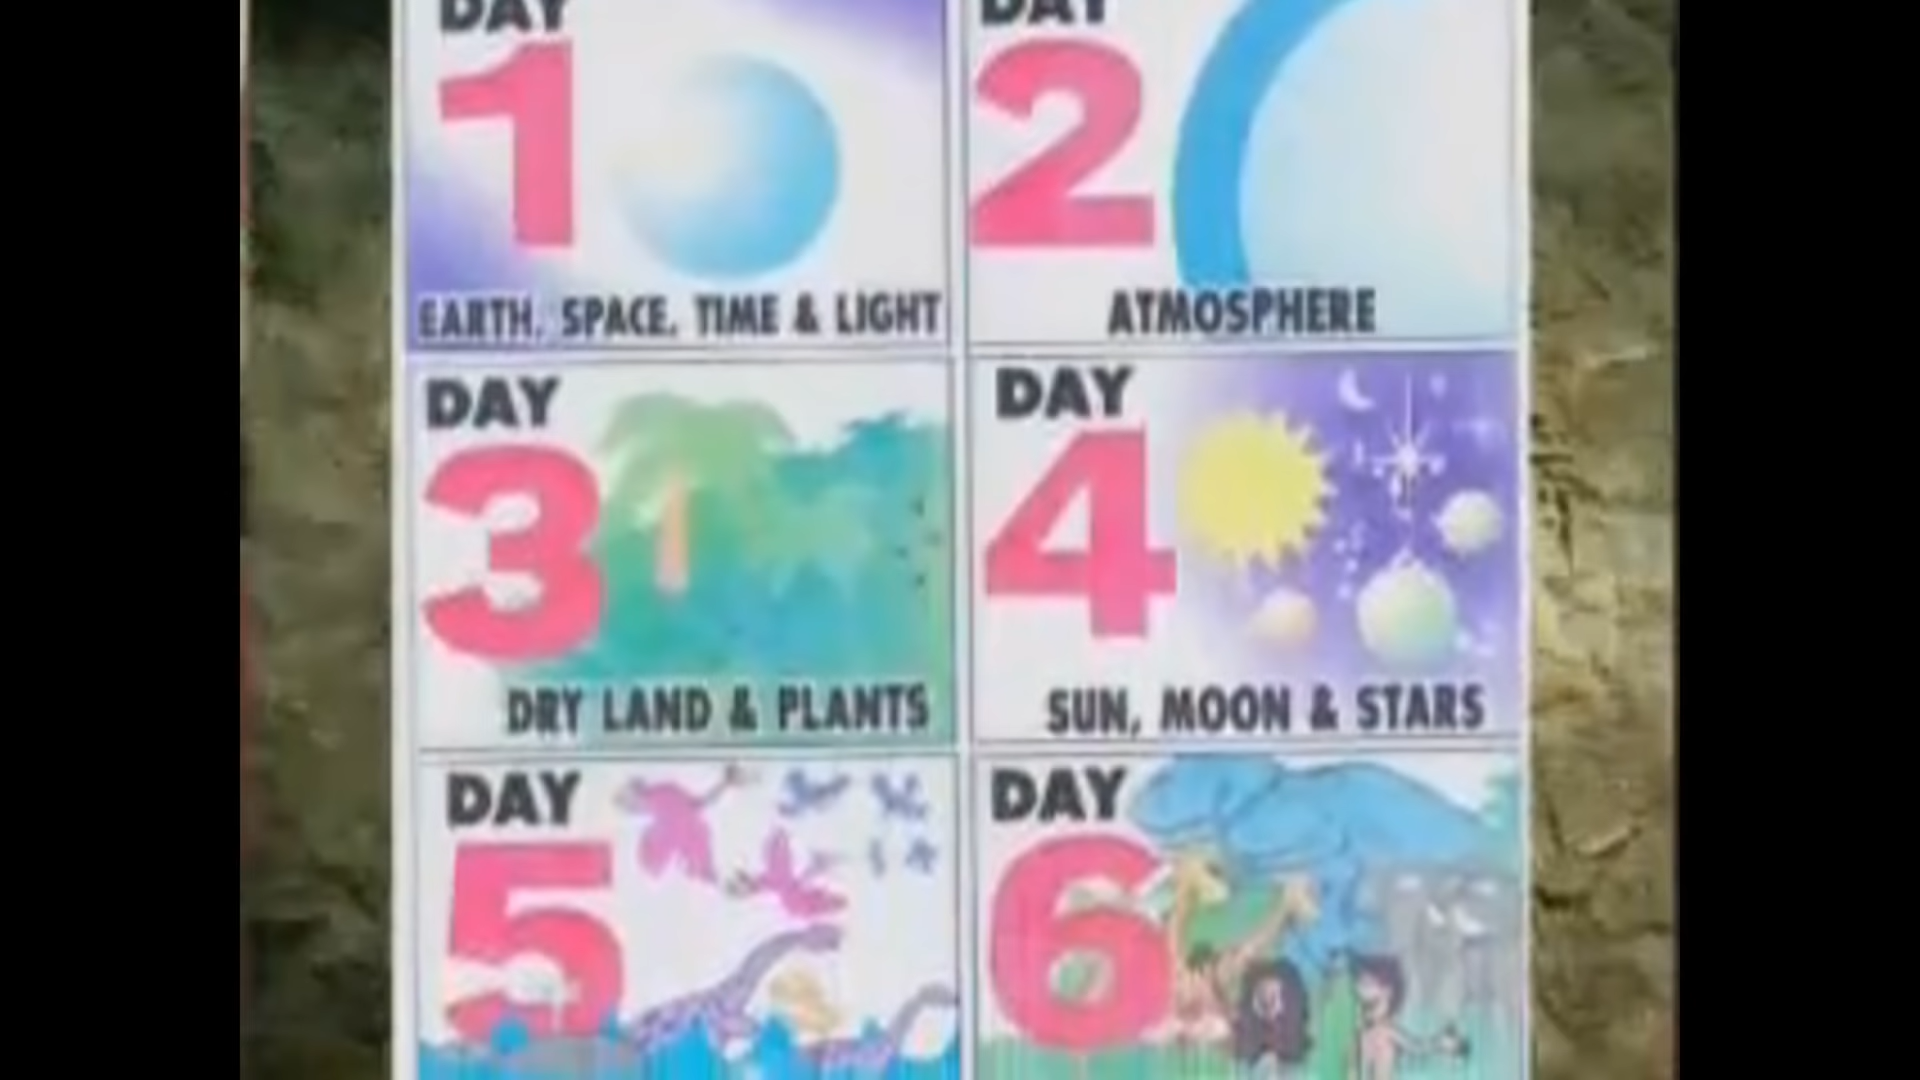 DAY
1
EARTH, SPACE, TIME & LIGHT
DAY
2
ATMOSPHERE
DAY
3
DRY LAND & PLANTS
DAY
4
SUN, MOON & STARS
DAY
5
DAY
6